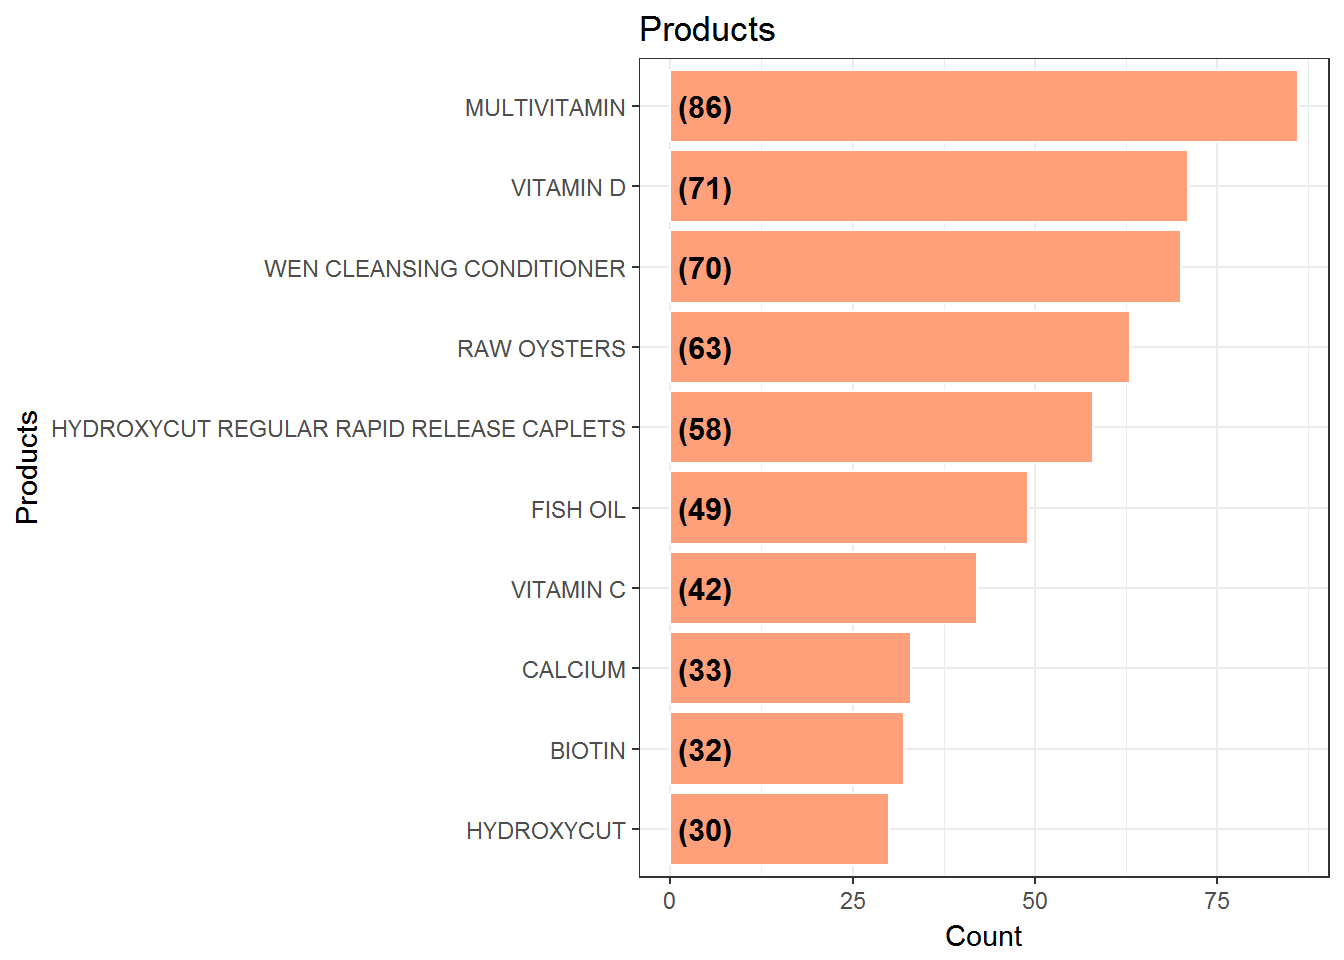 Products
MULTIVITAMIN (86)
VITAMIN D (71)
WEN CLEANSING CONDITIONER (70)
RAW OYSTERS (63)
HYDROXYCUT REGULAR RAPID RELEASE CAPLETS (58)
FISH OIL (49)
VITAMIN C (42)
CALCIUM (33)
BIOTIN (32)
HYDROXYCUT (30)
Products
0 25 50 75
Count